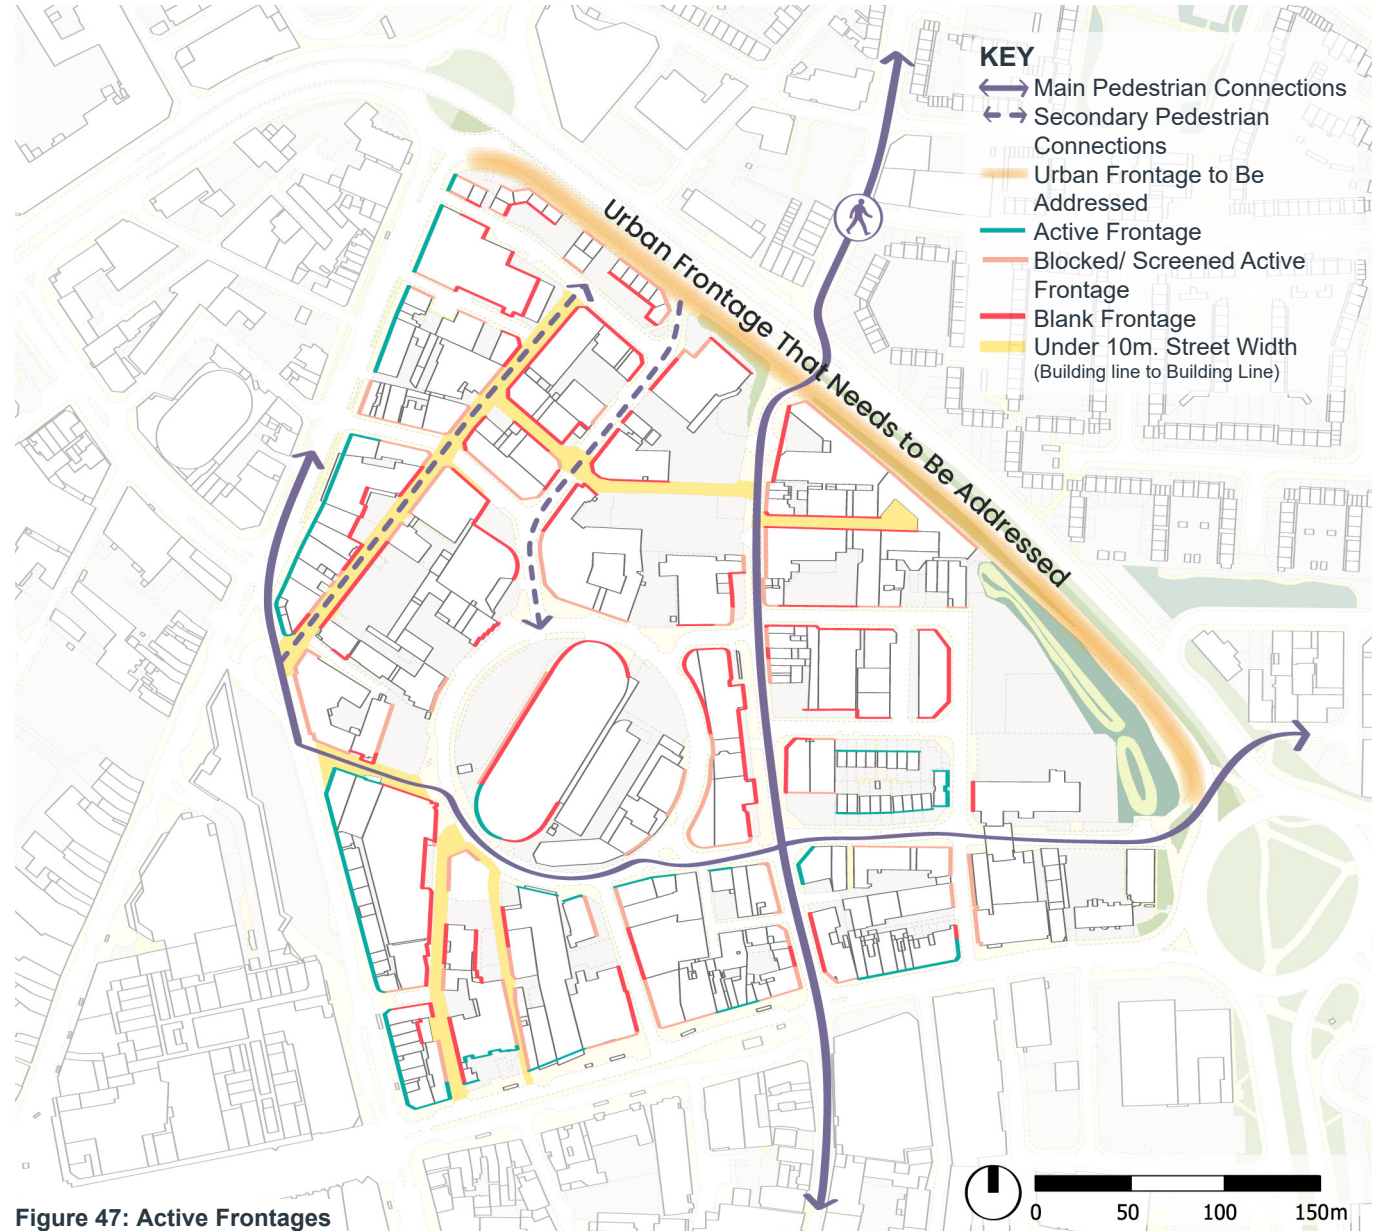 KEY
Main Pedestrian Connections
Secondary Pedestrian
Connections
Urban Frontage to Be
Addressed
Active Frontage
Blocked/ Screened Active
Frontage
Blank Frontage
Under 10m. Street Width
(Building line to Building Line)
Urban Frontage That Needs to Be Addressed
0 50 100 150m
Figure 47: Active Frontages